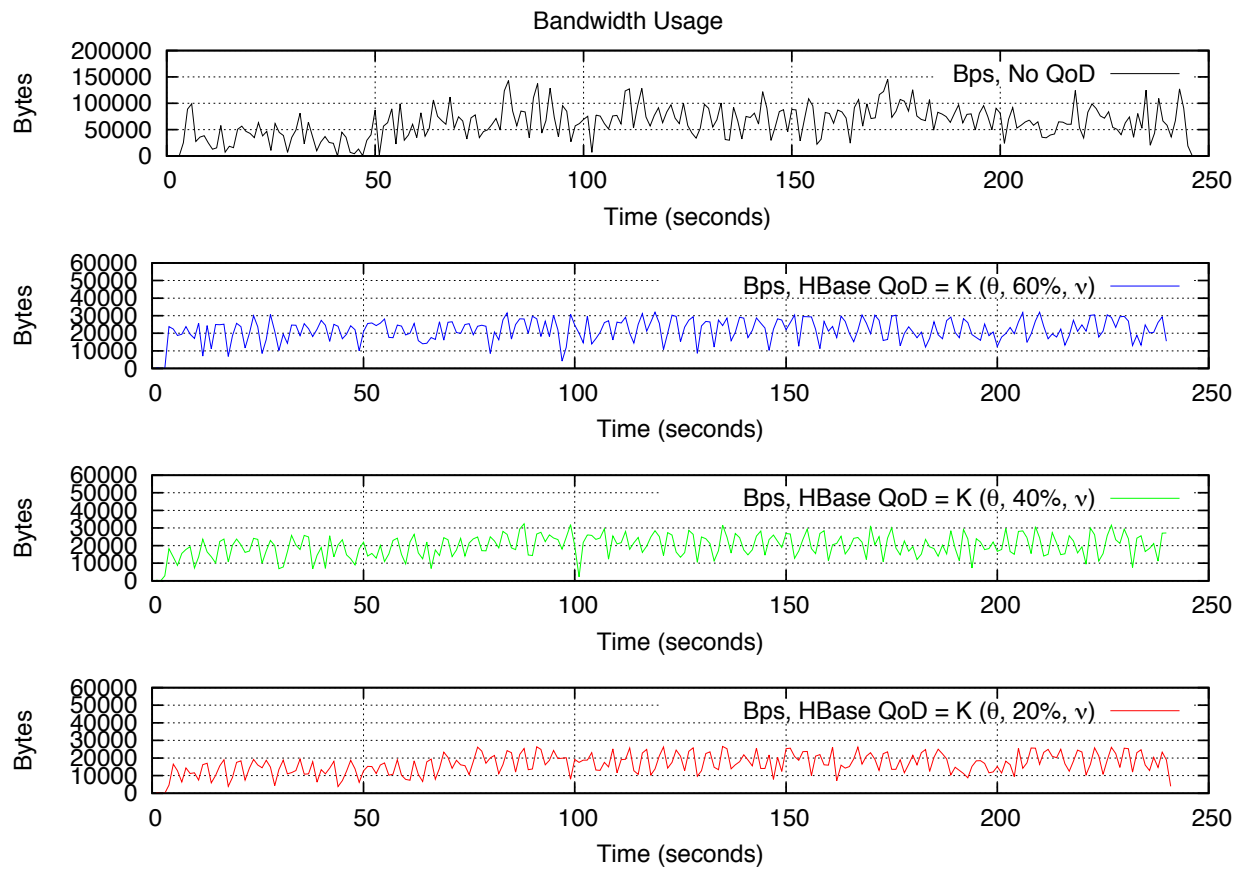 Bandwidth Usage
200000
150000
100000
50000
0
Bytes
Bps, No QoD
0 50 100 150 200 250
Time (seconds)
60000
50000
40000
30000
20000
10000
0
Bytes
Bps, HBase QoD = K (θ, 60%, ν)
0 50 100 150 200 250
Time (seconds)
60000
50000
40000
30000
20000
10000
0
Bytes
Bps, HBase QoD = K (θ, 40%, ν)
0 50 100 150 200 250
Time (seconds)
60000
50000
40000
30000
20000
10000
0
Bytes
Bps, HBase QoD = K (θ, 20%, ν)
0 50 100 150 200 250
Time (seconds)